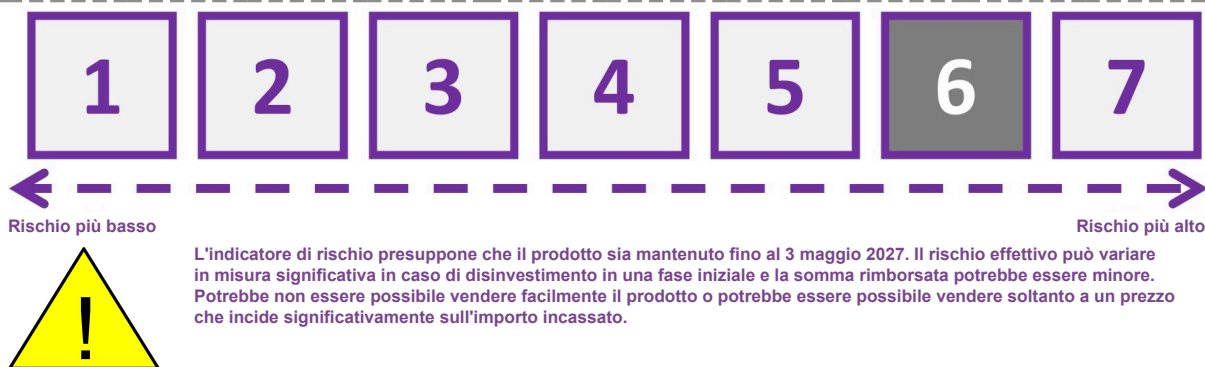 1 2 3 4 5 6 7
Rischio più basso Rischio più alto
L'indicatore di rischio presuppone che il prodotto sia mantenuto fino al 3 maggio 2027. Il rischio effettivo può variare
in misura significativa in caso di disinvestimento in una fase iniziale e la somma rimborsata potrebbe essere minore.
Potrebbe non essere possibile vendere facilmente il prodotto o potrebbe essere possibile vendere soltanto a un prezzo
che incide significativamente sull'importo incassato.
!